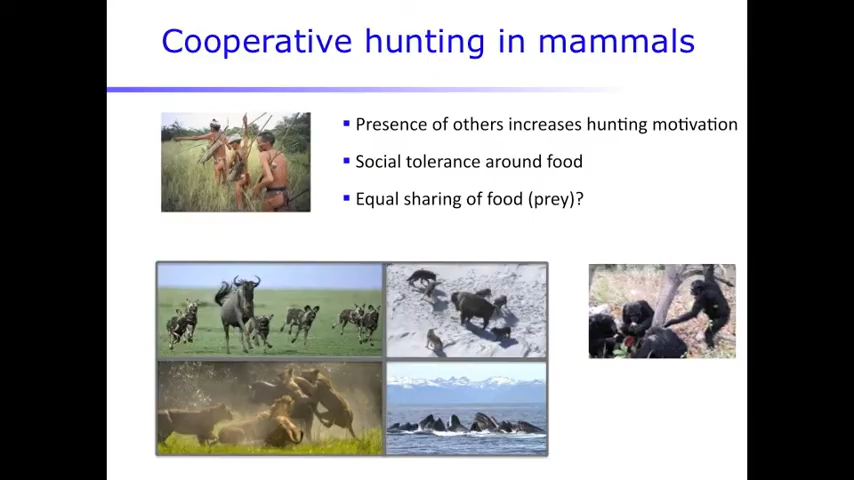 Cooperative hunting in mammals
Presence of others increases hunting motivation
Social tolerance around food
Equal sharing of food (prey)?